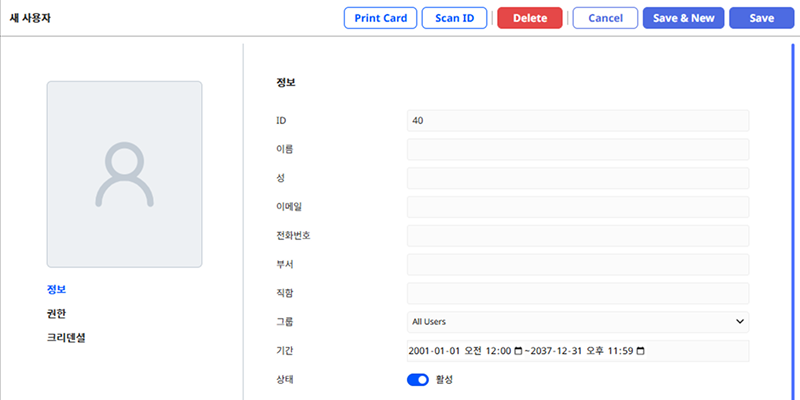 새 사용자
Print Card Scan ID Delete Cancel Save & New Save
정보
권한
크리덴셜
정보
ID 40
이름
성
이메일
전화번호
부서
직함
그룹 All Users
기간 2001-01-01 오전 12:00 ~2037-12-31 오후 11:59
상태 활성